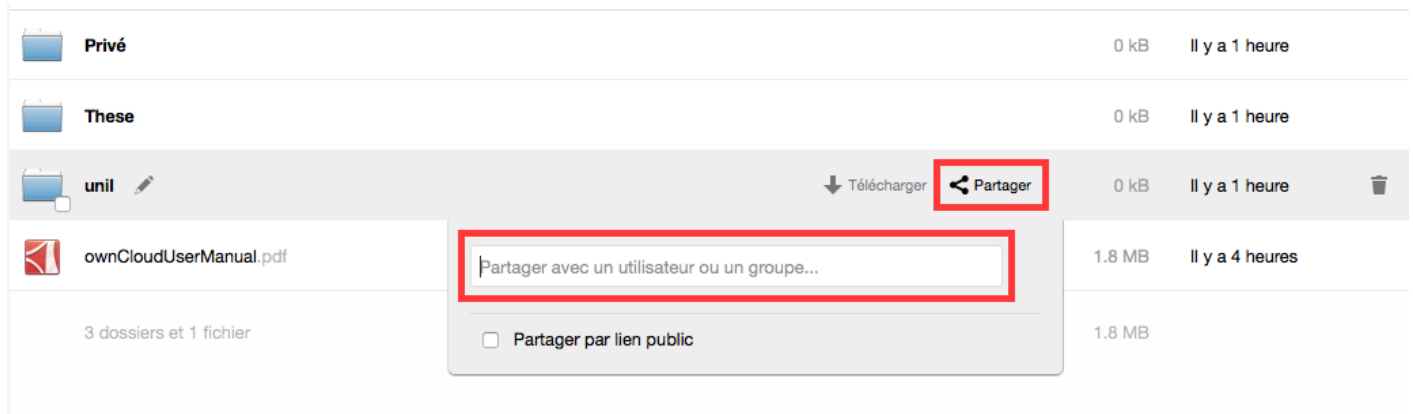 Privé 0 kB Il y a 1 heure
These 0 kB Il y a 1 heure
unil Télécharger Partager 0 kB Il y a 1 heure
ownCloudUserManual.pdf 1.8 MB Il y a 4 heures
Partager avec un utilisateur ou un groupe...
3 dossiers et 1 fichier 1.8 MB
Partager par lien public